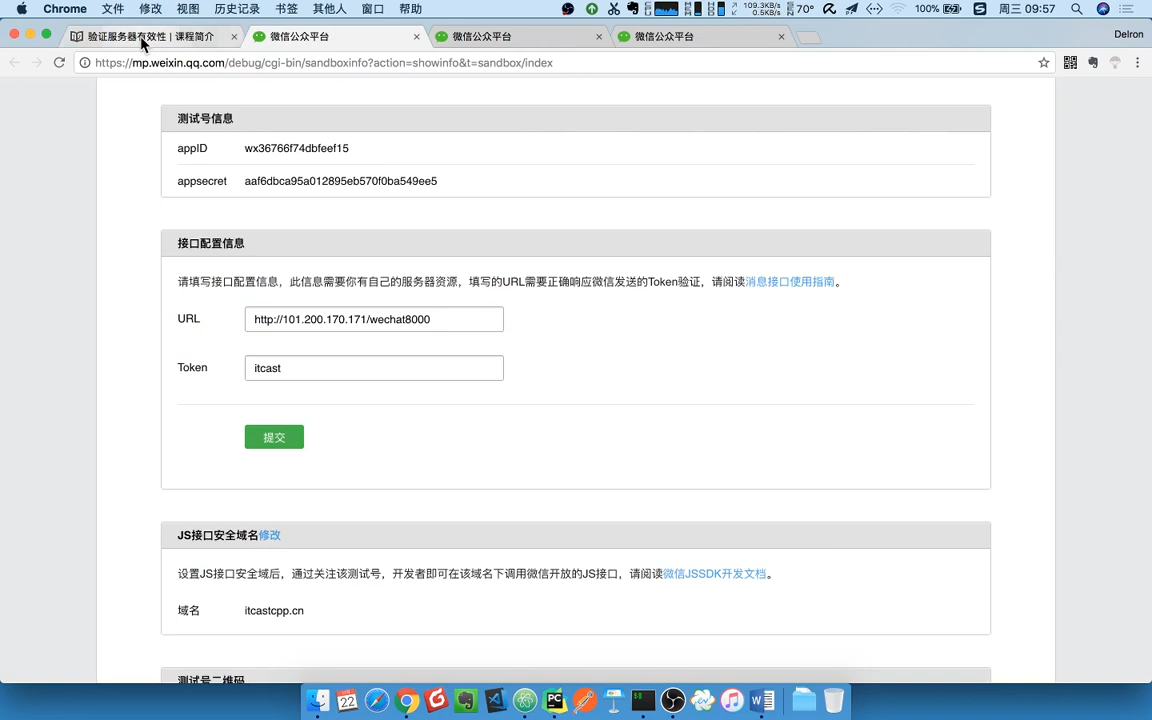 Chrome 文件 修改 视图 历史记录 书签 其他人 窗口 帮助 109.3KB/s 0.5KB/s 70° 100% 周三 09:57
验证服务器有效性 | 课程简介 微信公众平台 微信公众平台 微信公众平台 Delron
https://mp.weixin.qq.com/debug/cgi-bin/sandboxinfo?action=showinfo&t=sandbox/index
测试号信息
appID wx36766f74dbfeef15
appsecret aaf6dbca95a012895eb570f0ba549ee5
接口配置信息
请填写接口配置信息，此信息需要你有自己的服务器资源，填写的URL需要正确响应微信发送的Token验证，请阅读消息接口使用指南。
URL http://101.200.170.171/wechat8000
Token itcast
提交
JS接口安全域名修改
设置JS接口安全域后，通过关注该测试号，开发者即可在该域名下调用微信开放的JS接口，请阅读微信JSSDK开发文档。
域名 itcastcpp.cn
测试号二维码
22
PC